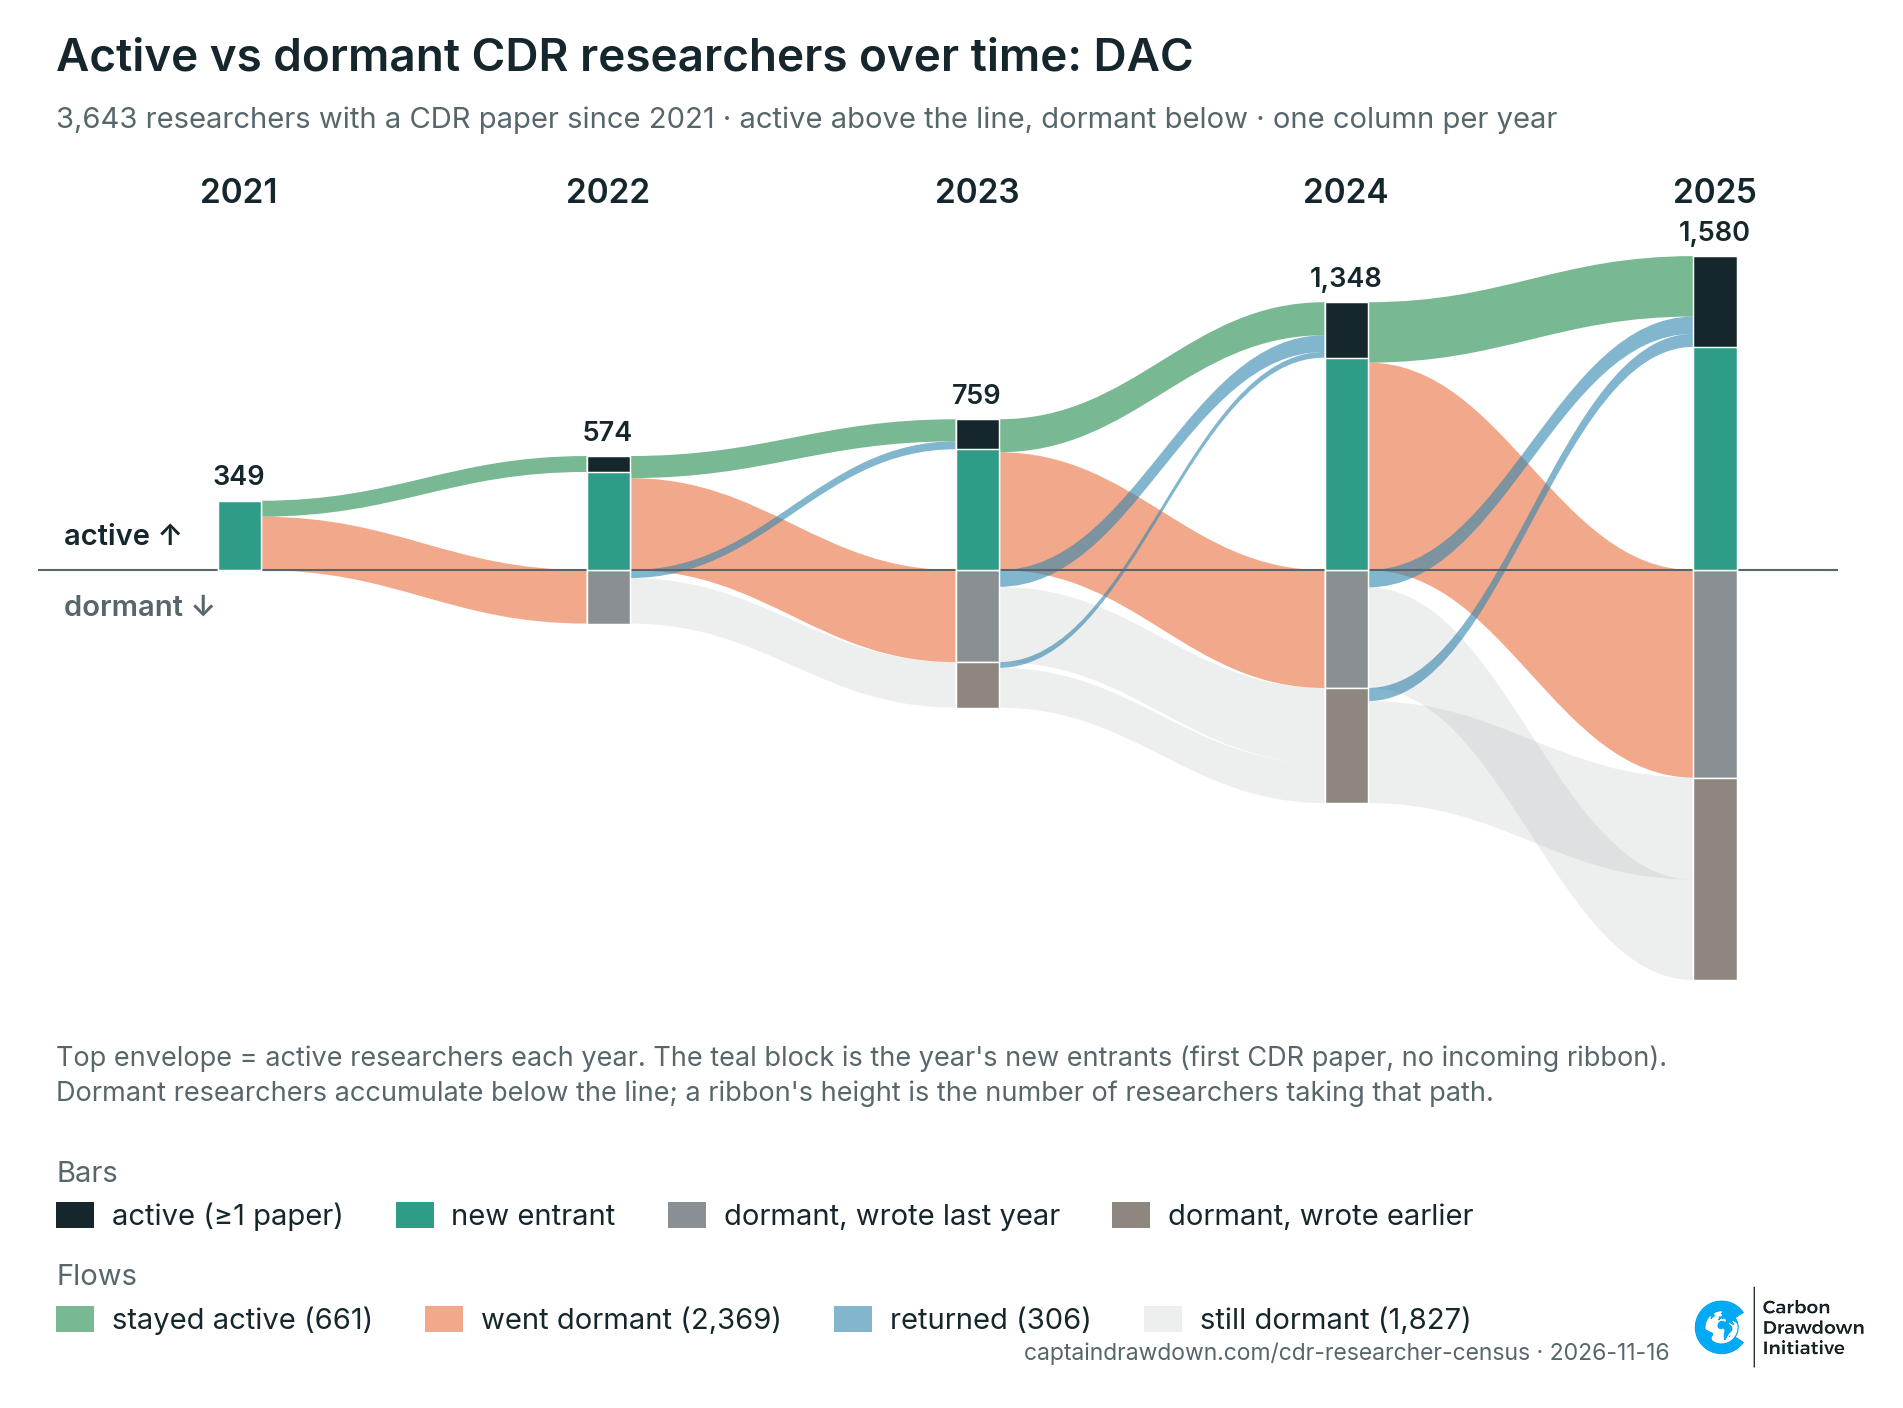 Active vs dormant CDR researchers over time: DAC
3,643 researchers with a CDR paper since 2021 · active above the line, dormant below · one column per year
2021 2022 2023 2024 2025
1,580
1,348
759
574
349
active ↑
dormant ↓
Top envelope = active researchers each year. The teal block is the year's new entrants (first CDR paper, no incoming ribbon).
Dormant researchers accumulate below the line; a ribbon's height is the number of researchers taking that path.
Bars
active (≥1 paper) new entrant dormant, wrote last year dormant, wrote earlier
Flows
stayed active (661) went dormant (2,369) returned (306) still dormant (1,827)
captaindrawdown.com/cdr-researcher-census · 2026-11-16
Carbon
Drawdown
Initiative